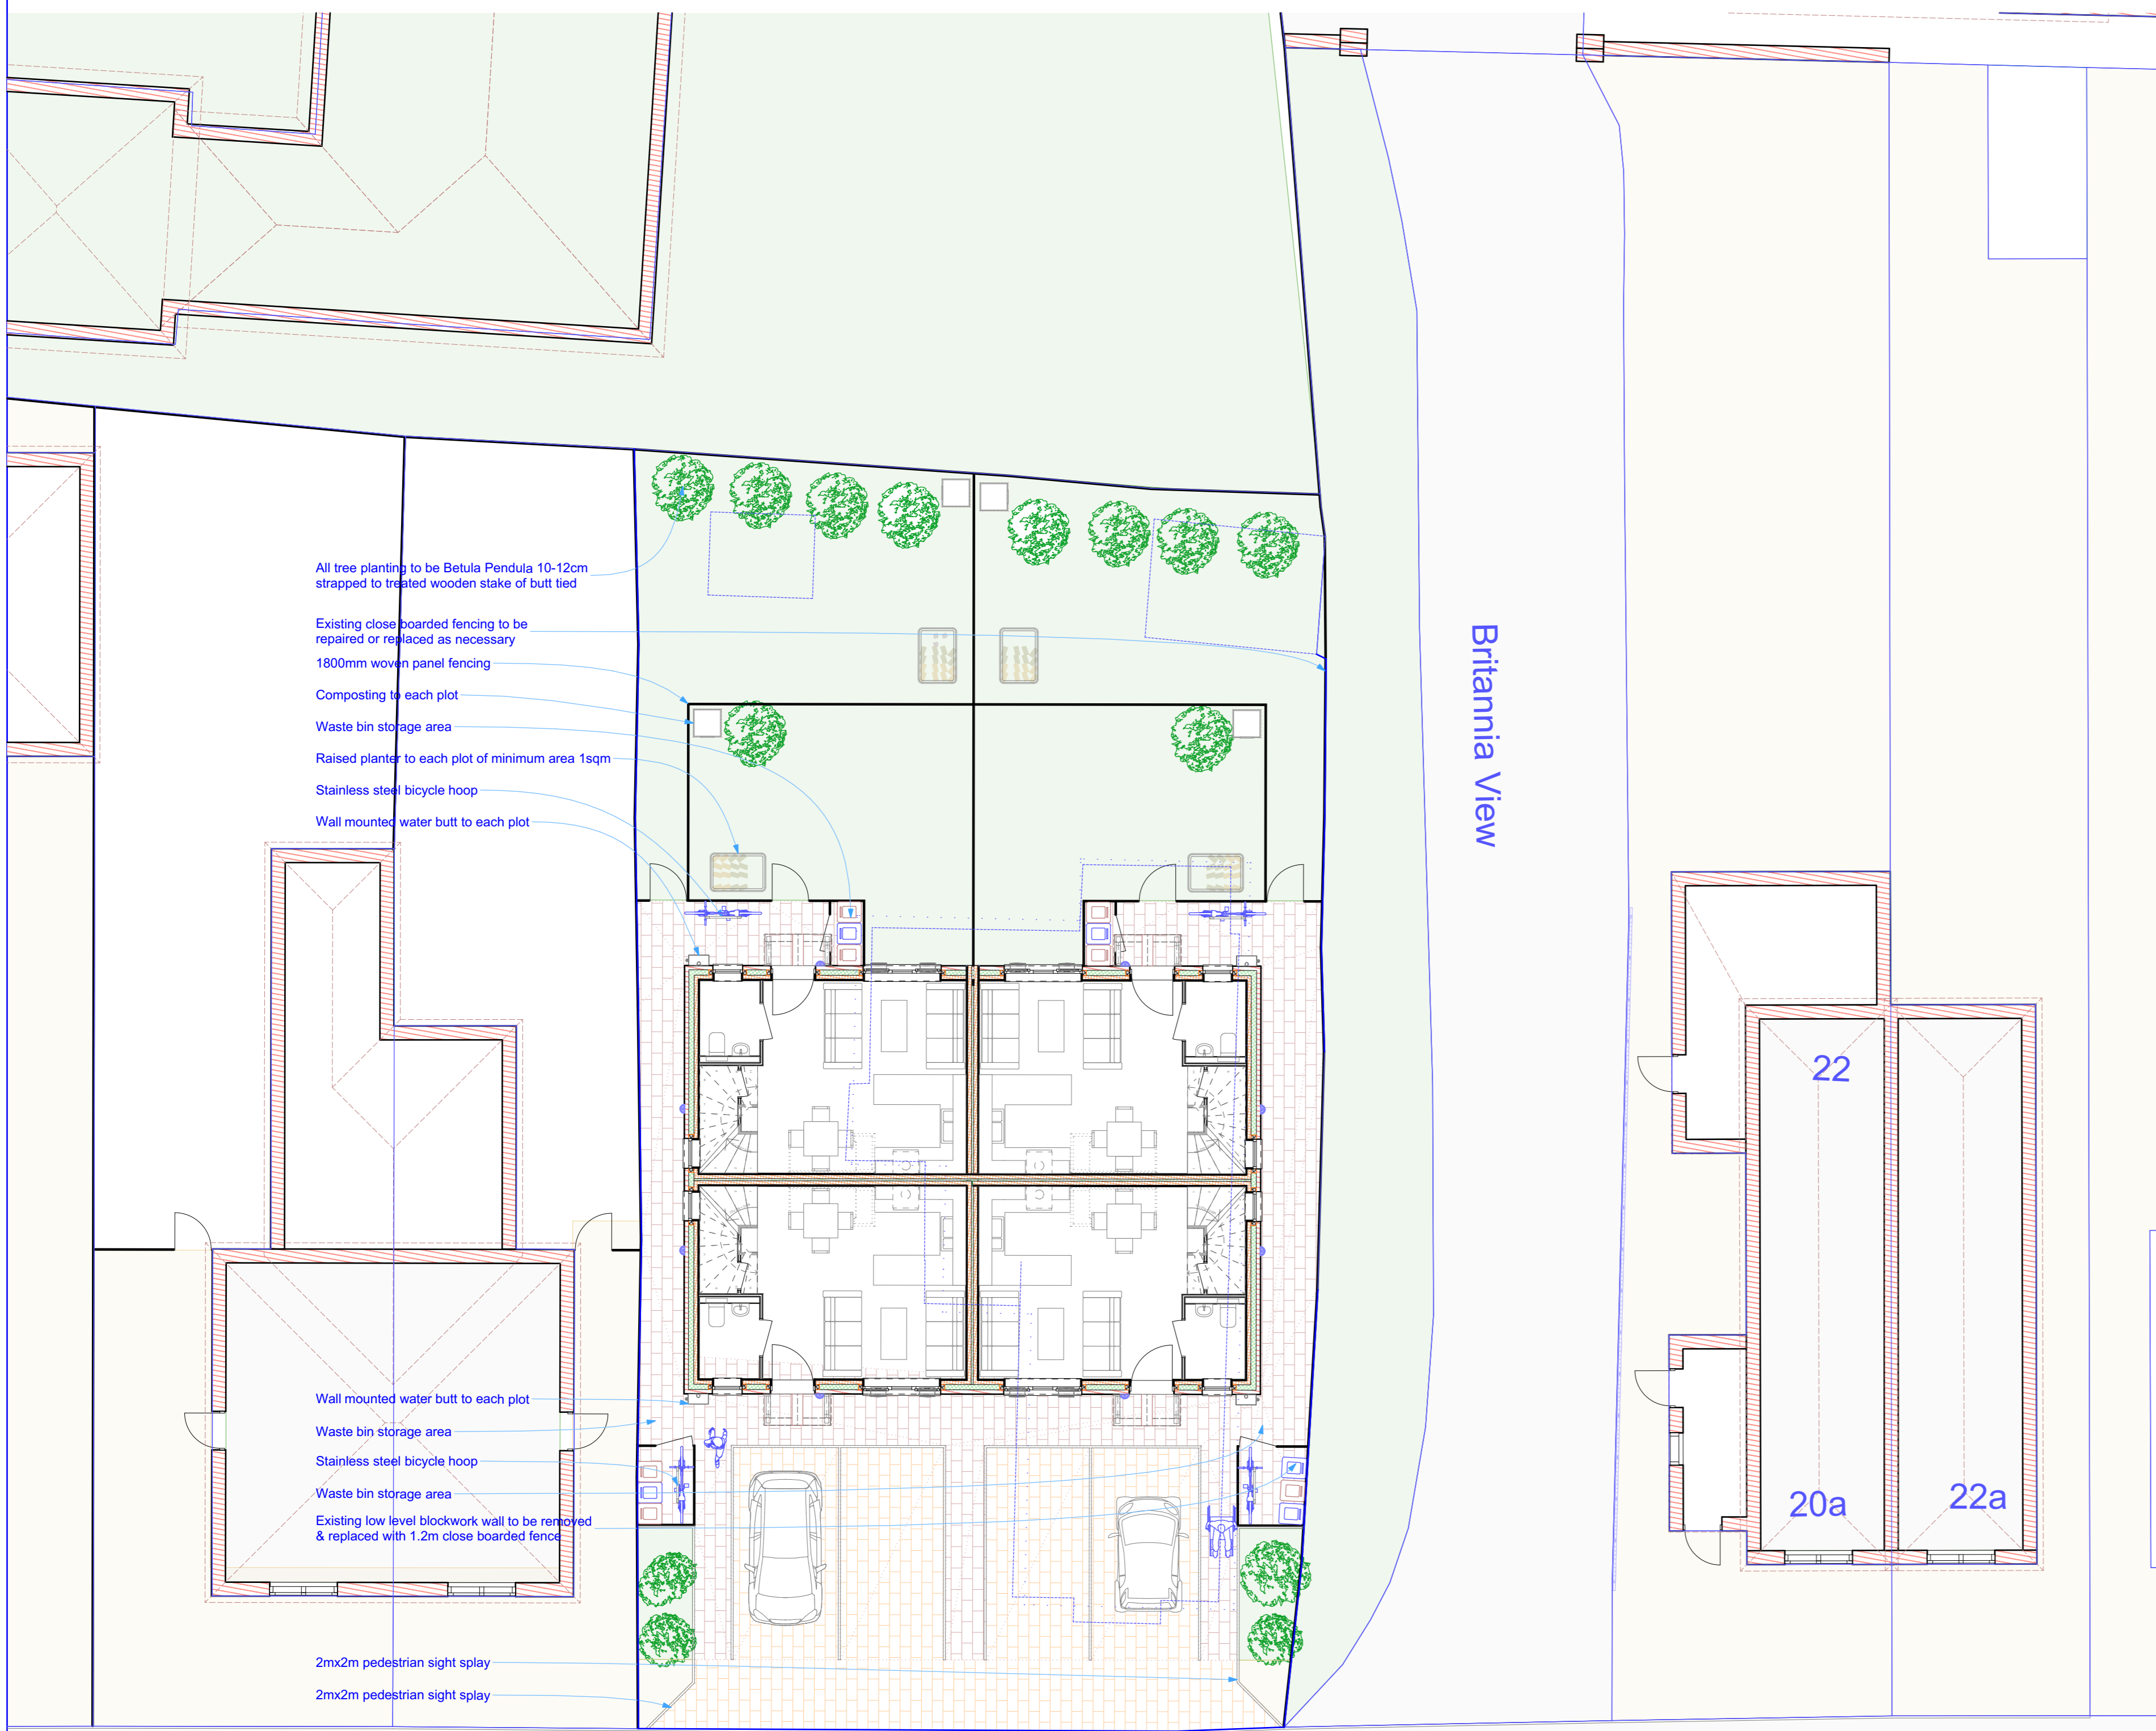 All tree planting to be Betula Pendula 10-12cm
strapped to treated wooden stake of butt tied
Existing close boarded fencing to be
repaired or replaced as necessary
1800mm woven panel fencing
Composting to each plot
Waste bin storage area
Raised planter to each plot of minimum area 1sqm
Stainless steel bicycle hoop
Wall mounted water butt to each plot
Britannia View
22
20a
22a
Wall mounted water butt to each plot
Waste bin storage area
Stainless steel bicycle hoop
Waste bin storage area
Existing low level blockwork wall to be removed
& replaced with 1.2m close boarded fence
2mx2m pedestrian sight splay
2mx2m pedestrian sight splay